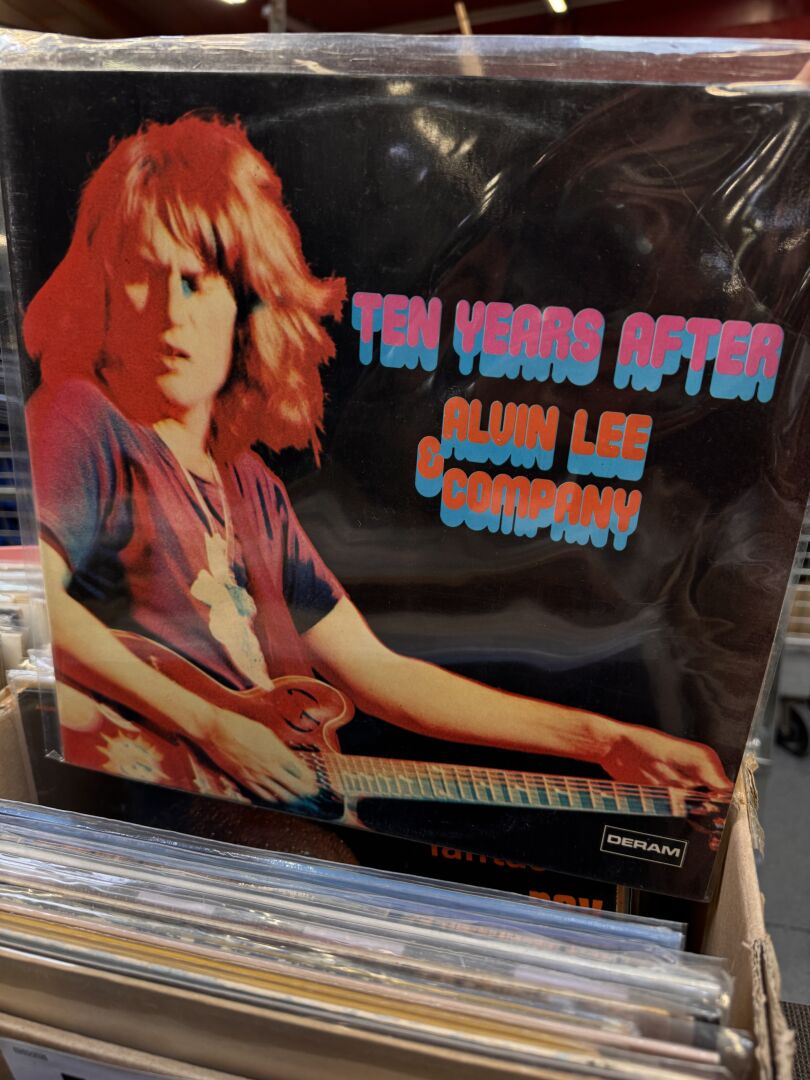 TEN YEARS AFTER
ALVIN LEE
& COMPANY
DERAM